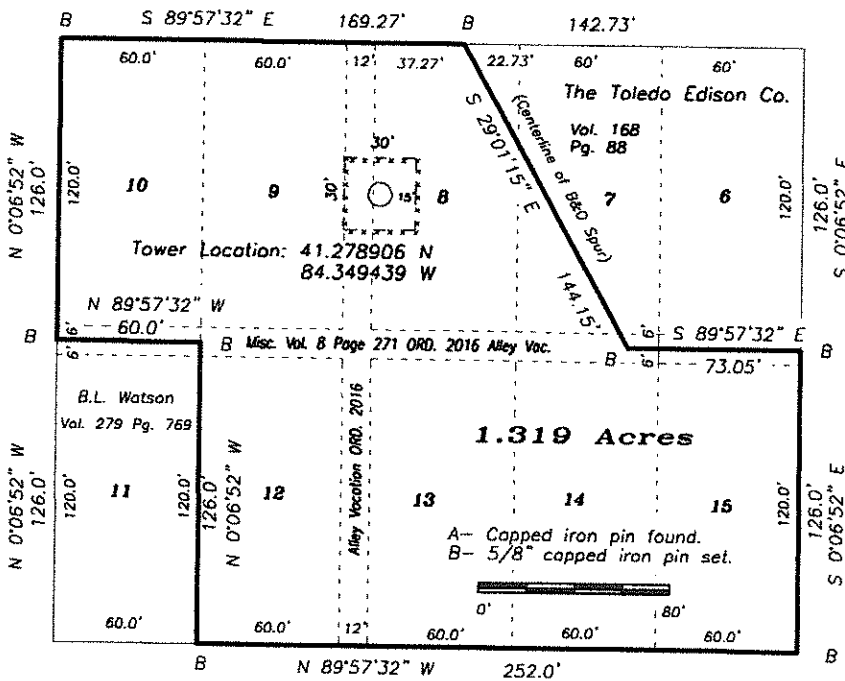 B S 89°57'32" E 169.27' B 142.73'
60.0' 60.0' 12' 37.27' 22.73' 60' 60'
The Toledo Edison Co.
Vol. 168
Pg. 88
N 0°06'52" W
126.0'
120.0'
10
9
30'
30'
15'
8
S 29°01'15" E
(Centerline of B&O Spur)
144.15'
7
6
120.0'
126.0'
S 0°06'52" E
Tower Location: 41.278906 N
84.349439 W
N 89°57'32" W
60.0'
B 6' 6'
B Misc. Vol. 8 Page 271 ORD. 2016 Alley Vac. B
6' 6' S 89°57'32" E B
73.05'
B.L. Watson
Vol. 279 Pg. 769
1.319 Acres
N 0°06'52" W
126.0'
120.0'
11
120.0'
126.0'
N 0°06'52" W
12
Alley Vacation ORD. 2016
13
14
15
120.0'
126.0'
S 0°06'52" E
A- Capped iron pin found.
B- 5/8" capped iron pin set.
0' 80'
60.0' 60.0' 12' 60.0' 60.0' 60.0'
B N 89°57'32" W 252.0' B